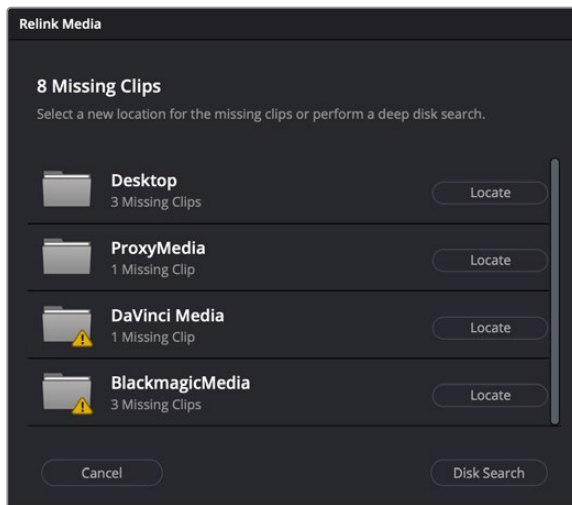 Relink Media
8 Missing Clips
Select a new location for the missing clips or perform a deep disk search.
Desktop
3 Missing Clips
Locate
ProxyMedia
1 Missing Clip
Locate
DaVinci Media
1 Missing Clip
Locate
BlackmagicMedia
3 Missing Clips
Locate
Cancel
Disk Search